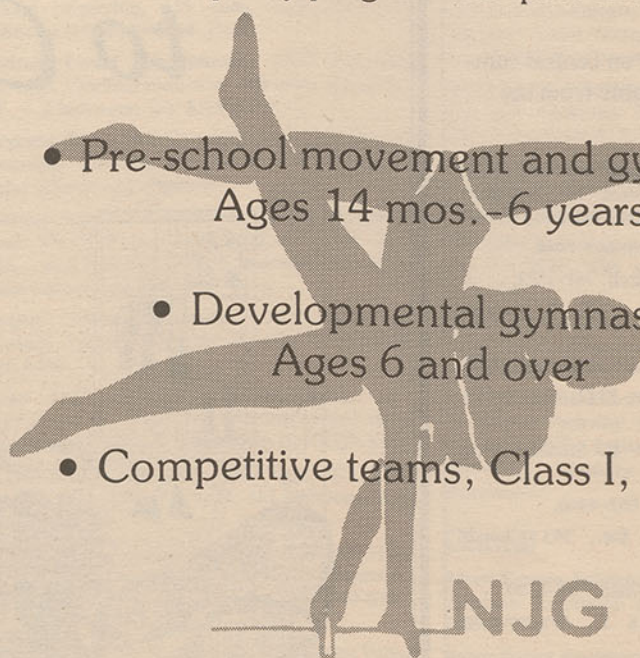 • Pre-school movement and gy
Ages 14 mos.-6 years
• Developmental gymnas
Ages 6 and over
• Competitive teams, Class I,
NJG